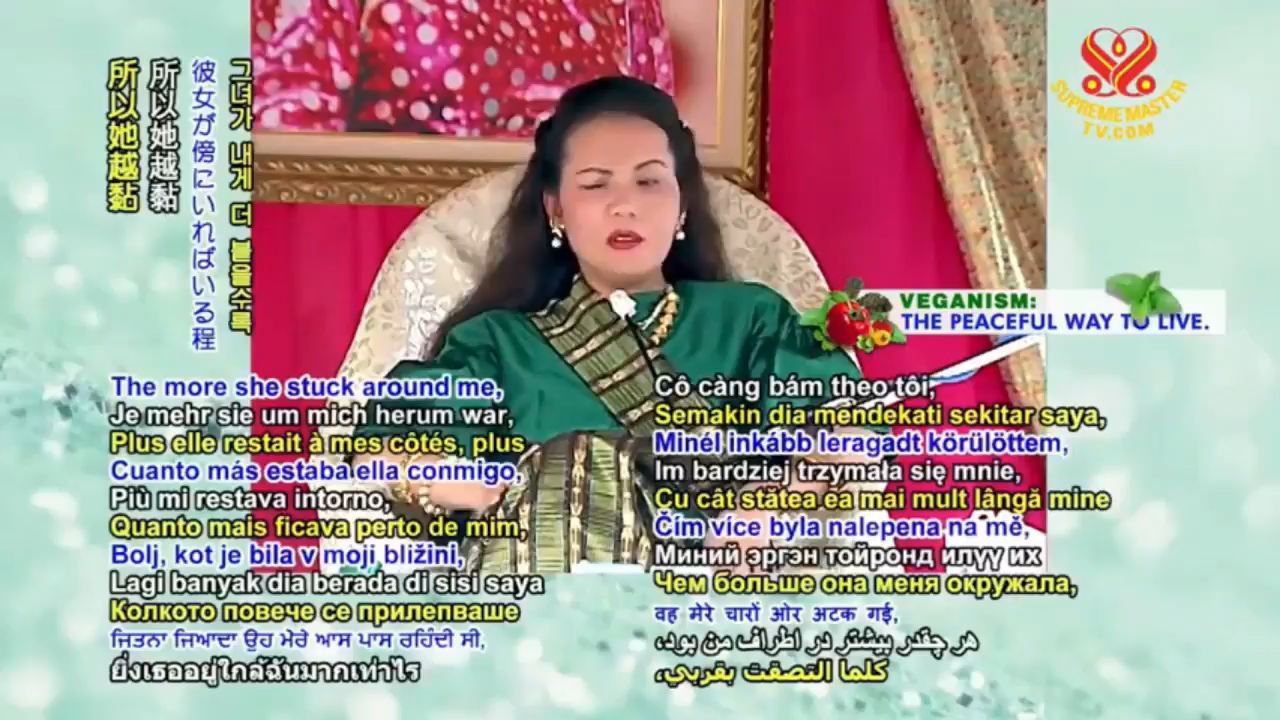 所以她越黏
所以她越黏
彼女が傍にいればいる程
그녀가 내게 더 붙을수록
SUPREME MASTER
TV.COM
VEGANISM:
THE PEACEFUL WAY TO LIVE.
The more she stuck around me,
Je mehr sie um mich herum war,
Plus elle restait à mes côtés, plus
Cuanto más estaba ella conmigo,
Più mi restava intorno,
Quanto mais ficava perto de mim,
Bolj, kot je bila v moji bližini,
Lagi banyak dia berada di sisi saya
Колкото повече се прилепваше
ਜਿਤਨਾ ਜਿਆਦਾ ਉਹ ਮੇਰੇ ਆਸ ਪਾਸ ਰਹਿੰਦੀ ਸੀ,
ยิ่งเธออยู่ใกล้ฉันมากเท่าไร
Cô càng bám theo tôi,
Semakin dia mendekati sekitar saya,
Minél inkább leragadt körülöttem,
Im bardziej trzymała się mnie,
Cu cât stătea ea mai mult lângă mine
Čím více byla nalepena na mě,
Миний эргэн тойронд илүү их
Чем больше она меня окружала,
वह मेरे चारों ओर अटक गई,
هر چقدر بیشتر در اطراف من بود،
كلما التصقت بقربي،